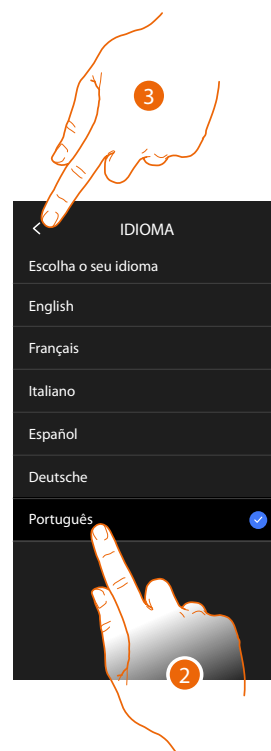 3
IDIOMA
Escolha o seu idioma
English
Français
Italiano
Español
Deutsche
Português
2